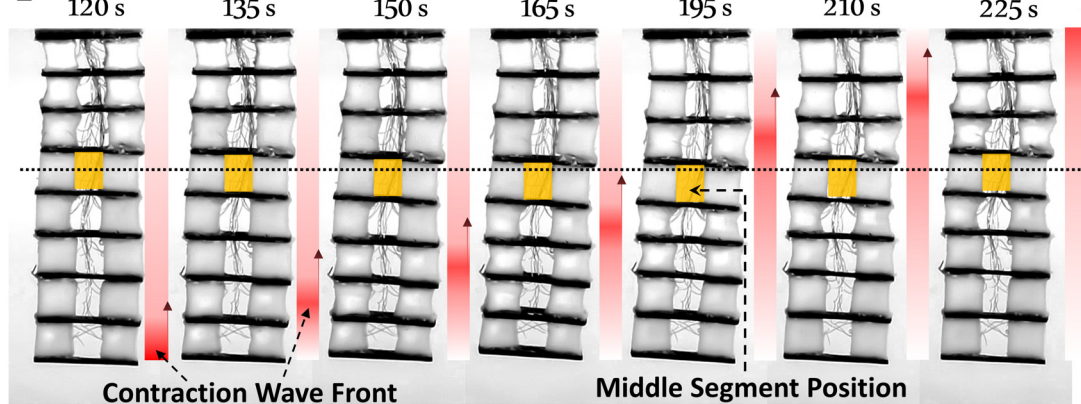 120 s 135 s 150 s 165 s 195 s 210 s 225 s
Contraction Wave Front
Middle Segment Position